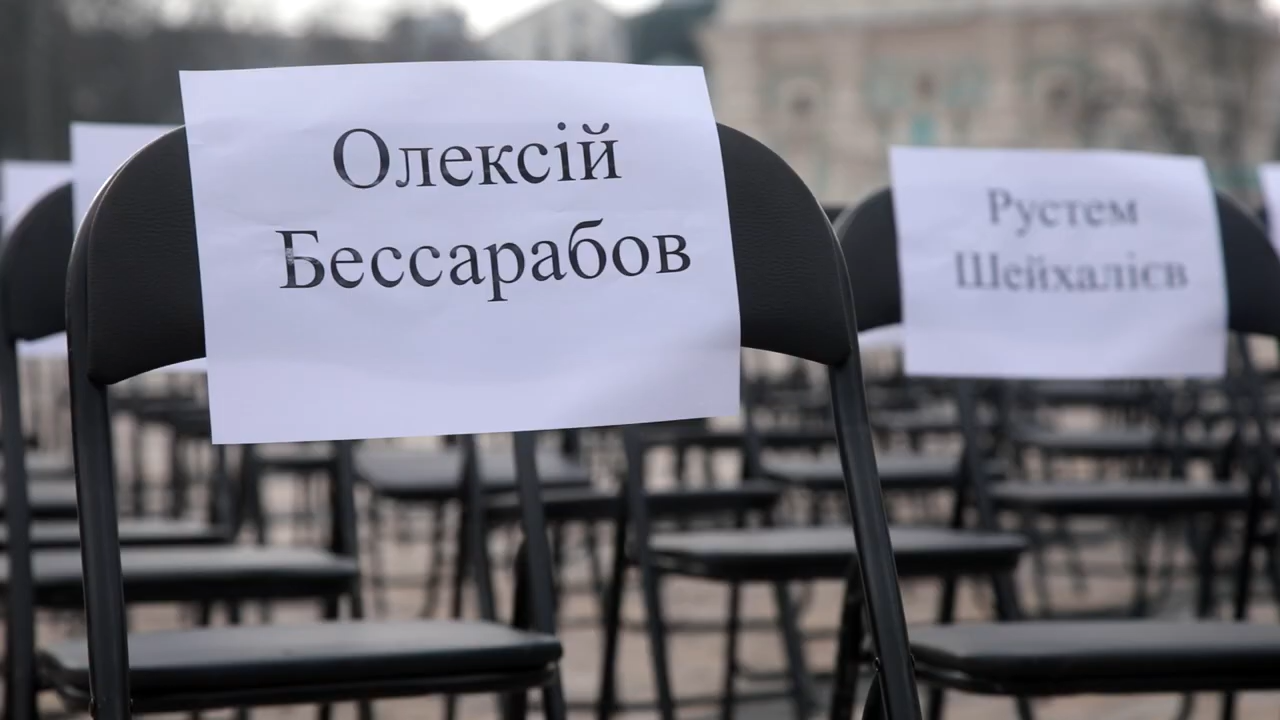 Олексій
Бессарабов
Рустем
Шейхалієв